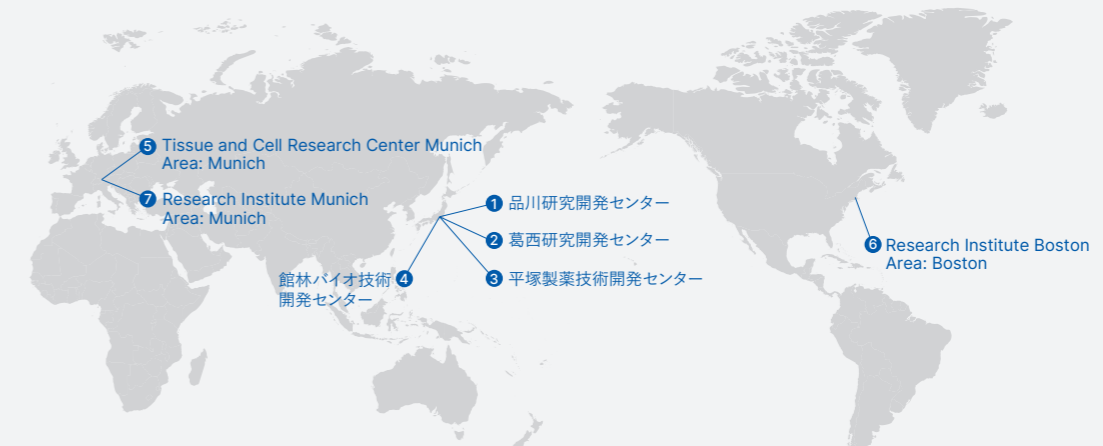 5 Tissue and Cell Research Center Munich
Area: Munich
7 Research Institute Munich
Area: Munich
1 品川研究開発センター
2 葛西研究開発センター
3 平塚製薬技術開発センター
館林バイオ技術 4
開発センター
6 Research Institute Boston
Area: Boston